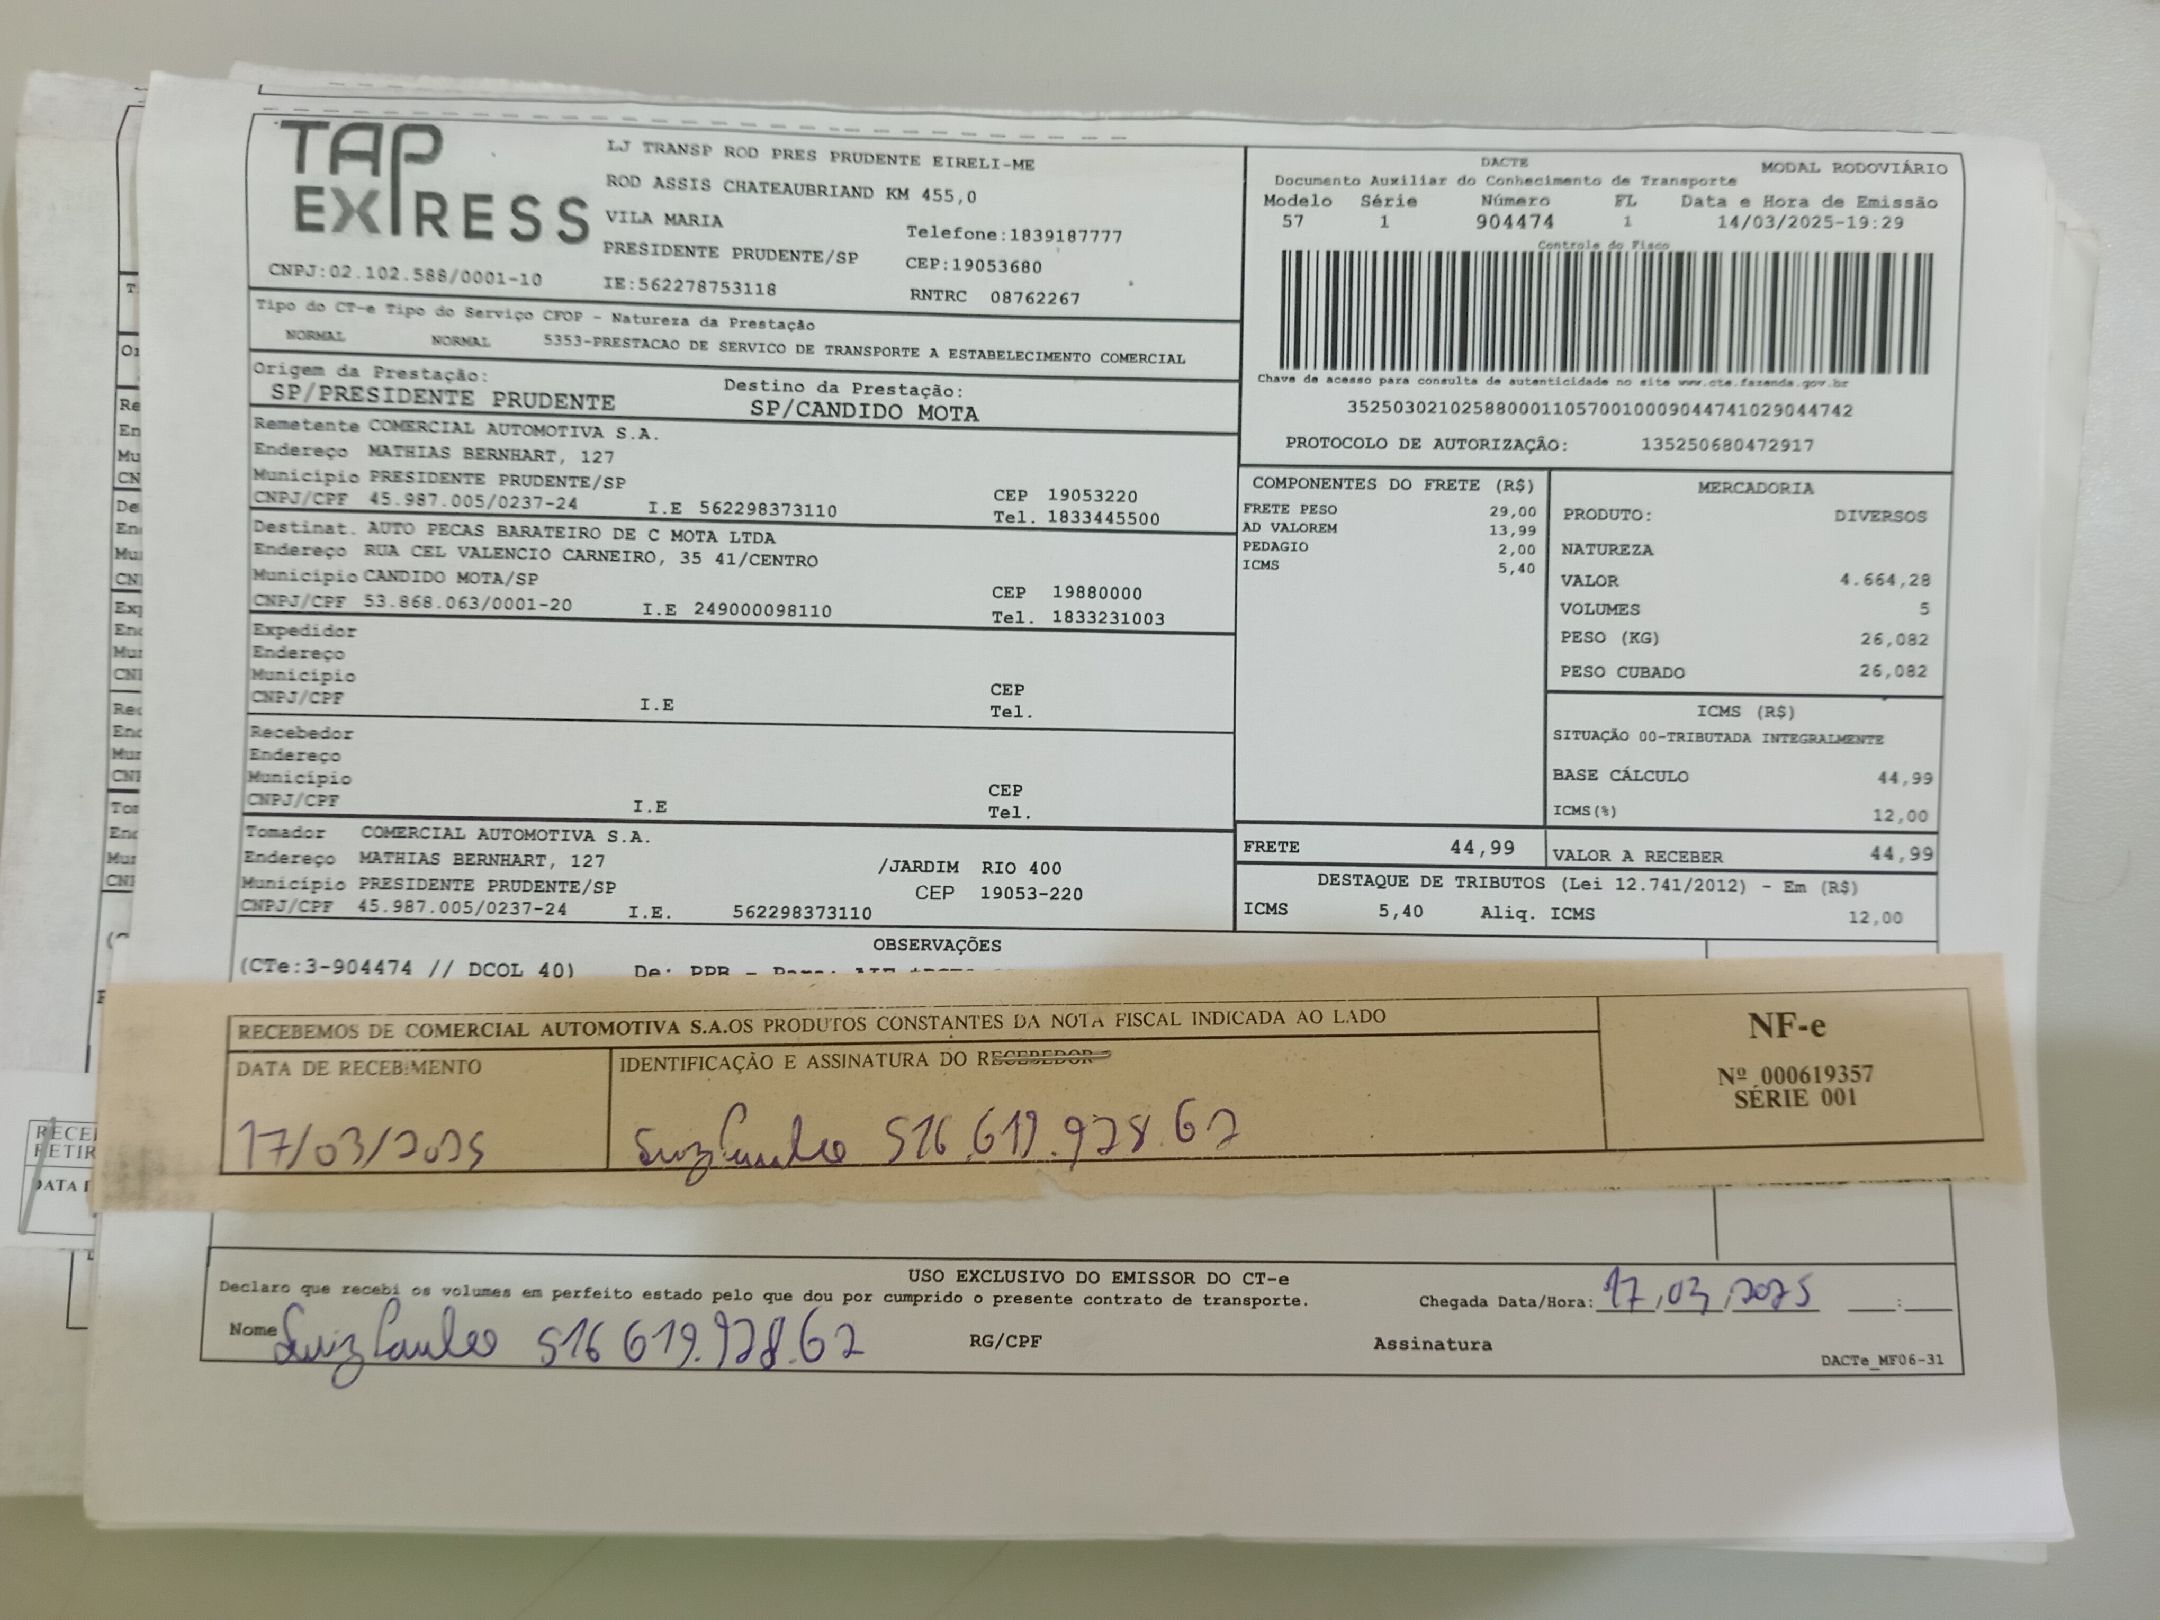 TAP EXPRESS
LJ TRANSP ROD PRES PRUDENTE EIRELI-ME
ROD ASSIS CHATEAUBRIAND KM 455,0
VILA MARIA
Telefone:1839187777
PRESIDENTE PRUDENTE/SP CEP:19053680
CNPJ:02.102.588/0001-10 IE:562278753118 RNTRC 08762267
DACTE MODAL RODOVIÁRIO
Documento Auxiliar do Conhecimento de Transporte
Modelo Série Número FL Data e Hora de Emissão
57 1 904474 1 14/03/2025-19:29
Controle do Fisco
Chave de acesso para consulta de autenticidade no site www.cte.fazenda.gov.br
35250302102588000110570010009044741029044742
PROTOCOLO DE AUTORIZAÇÃO: 135250680472917
Tipo do CT-e Tipo do Serviço CFOP - Natureza da Prestação
NORMAL NORMAL 5353-PRESTACAO DE SERVICO DE TRANSPORTE A ESTABELECIMENTO COMERCIAL
Origem da Prestação: Destino da Prestação:
SP/PRESIDENTE PRUDENTE SP/CANDIDO MOTA
Remetente COMERCIAL AUTOMOTIVA S.A.
Endereço MATHIAS BERNHART, 127
Município PRESIDENTE PRUDENTE/SP CEP 19053220
CNPJ/CPF 45.987.005/0237-24 I.E 562298373110 Tel. 1833445500
Destinat. AUTO PECAS BARATEIRO DE C MOTA LTDA
Endereço RUA CEL VALENCIO CARNEIRO, 35 41/CENTRO
Município CANDIDO MOTA/SP CEP 19880000
CNPJ/CPF 53.868.063/0001-20 I.E 249000098110 Tel. 1833231003
Expedidor
Endereço
Município CEP
CNPJ/CPF I.E Tel.
Recebedor
Endereço
Município CEP
CNPJ/CPF I.E Tel.
Tomador COMERCIAL AUTOMOTIVA S.A.
Endereço MATHIAS BERNHART, 127 /JARDIM RIO 400
Município PRESIDENTE PRUDENTE/SP CEP 19053-220
CNPJ/CPF 45.987.005/0237-24 I.E. 562298373110
COMPONENTES DO FRETE (R$)
FRETE PESO 29,00
AD VALOREM 13,99
PEDAGIO 2,00
ICMS 5,40
MERCADORIA
PRODUTO: DIVERSOS
NATUREZA
VALOR 4.664,28
VOLUMES 5
PESO (KG) 26,082
PESO CUBADO 26,082
ICMS (R$)
SITUAÇÃO 00-TRIBUTADA INTEGRALMENTE
BASE CÁLCULO 44,99
ICMS(%) 12,00
FRETE 44,99 VALOR A RECEBER 44,99
DESTAQUE DE TRIBUTOS (Lei 12.741/2012) - Em (R$)
ICMS 5,40 Aliq. ICMS 12,00
OBSERVAÇÕES
(CTe:3-904474 // DCOL 40) De: PPR - Para:
RECEBEMOS DE COMERCIAL AUTOMOTIVA S.A.OS PRODUTOS CONSTANTES DA NOTA FISCAL INDICADA AO LADO
DATA DE RECEBIMENTO IDENTIFICAÇÃO E ASSINATURA DO RECEBEDOR
17/03/2025 Luiz Paulo 516.619.928.62
NF-e
Nº 000619357
SÉRIE 001
USO EXCLUSIVO DO EMISSOR DO CT-e
Declaro que recebi os volumes em perfeito estado pelo que dou por cumprido o presente contrato de transporte. Chegada Data/Hora: 17/03/2025 :
Nome Luiz Paulo 516 619.928.62 RG/CPF Assinatura
DACTe_MF06-31